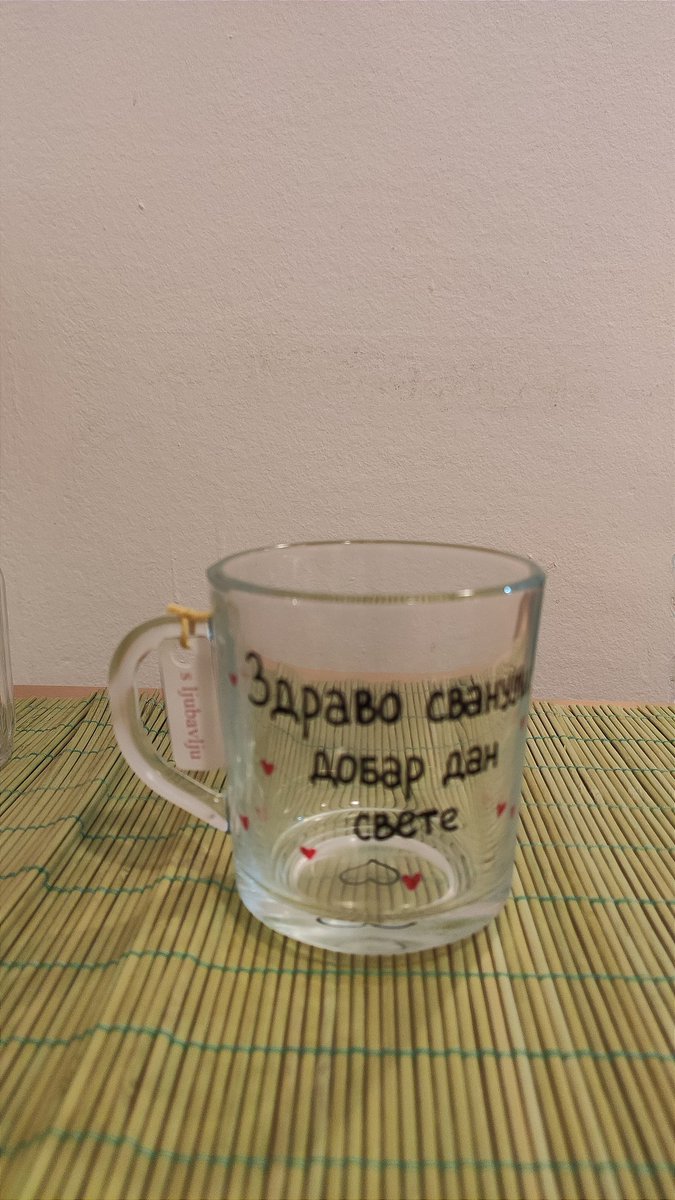 Здраво
добар дан
свете
s ljubavlju